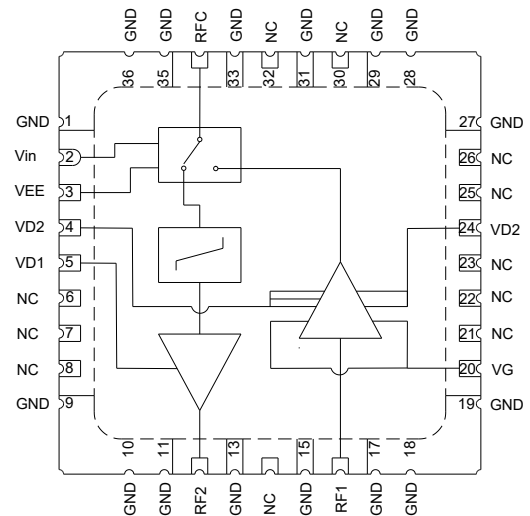 GND GND RFC GND NC GND NC GND GND
36 35 33 32 31 30 29 28
GND 1
Vin 2
VEE 3
VD2 4
VD1 5
NC 6
NC 7
NC 8
GND 9
27 GND
26 NC
25 NC
24 VD2
23 NC
22 NC
21 NC
20 VG
19 GND
10 11 13 15 17 18
GND GND RF2 GND NC GND RF1 GND GND